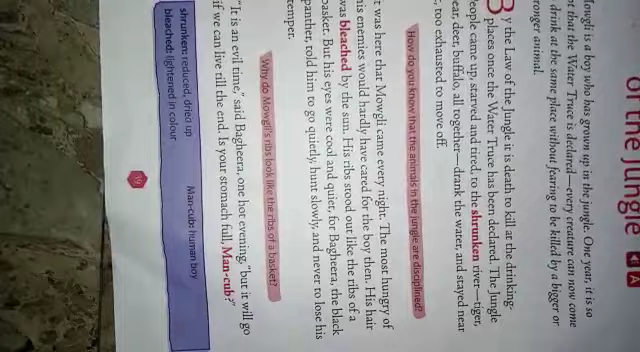 of the Jungle A
Mowgli is a boy who has grown up in the jungle. One year, it is so
that the Water Truce is declared—every creature can now come
drink at the same place without fearing to be killed by a bigger or
stronger animal.
By the Law of the Jungle it is death to kill at the drinking-
places once the Water Truce has been declared. The Jungle
People came up, starved and tired, to the shrunken river—tiger,
bear, deer, buffalo, all together—drank the water, and stayed near
, too exhausted to move off.
How do you know that the animals in the jungle are disciplined?
It was here that Mowgli came every night. The most hungry of
his enemies would hardly have cared for the boy then. His hair
was bleached by the sun. His ribs stood out like the ribs of a
basket. But his eyes were cool and quiet, for Bagheera, the black
panther, told him to go quietly, hunt slowly, and never to lose his
temper.
Why do Mowgli's ribs look like the ribs of a basket?
"It is an evil time," said Bagheera, one hot evening, "but it will go
if we can live till the end. Is your stomach full, Man-cub?"
shrunken: reduced, dried up Man-cub: human boy
bleached: lightened in colour